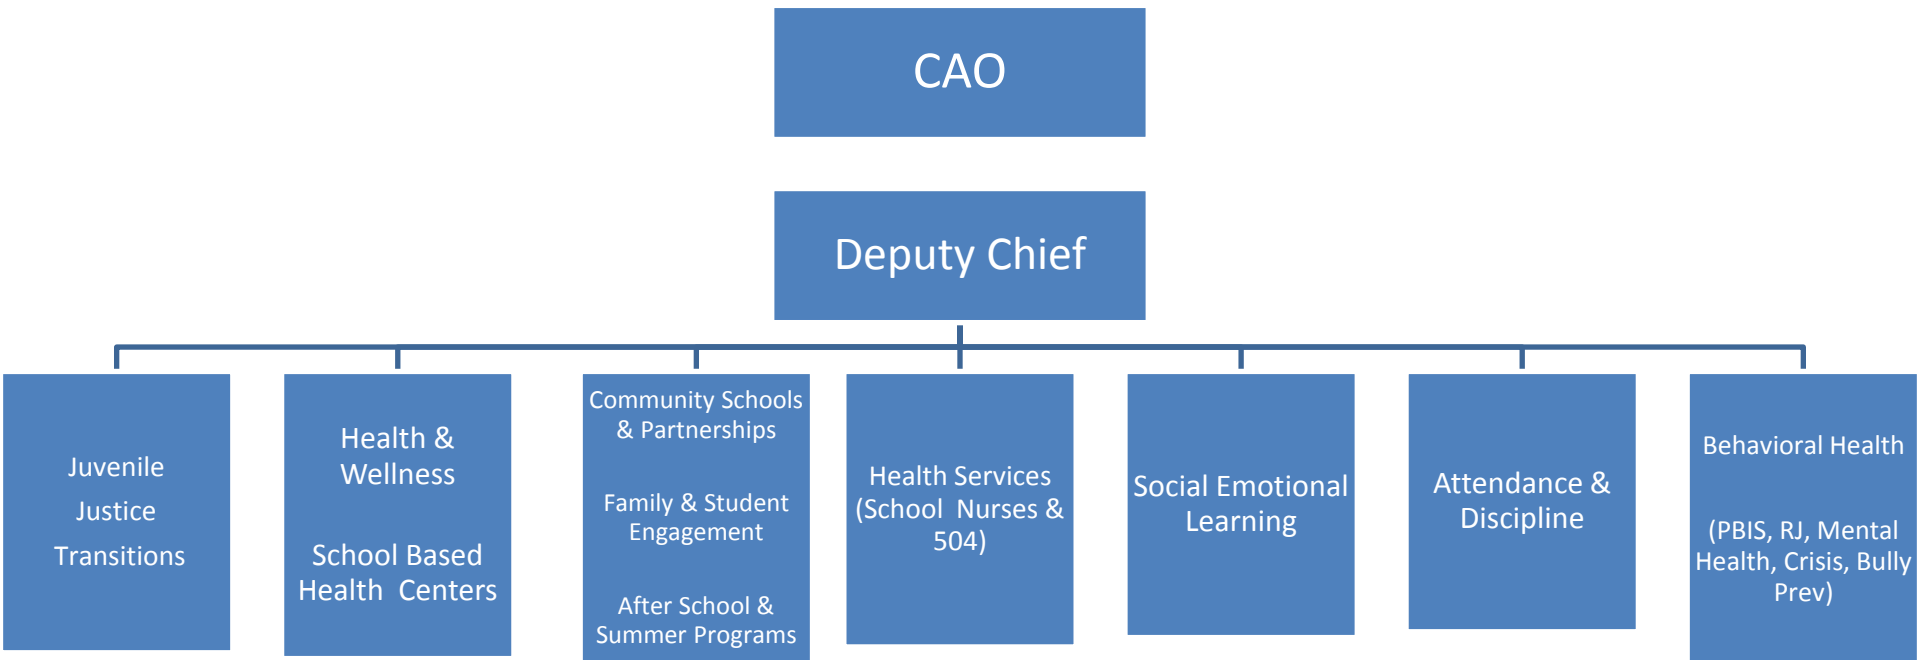 CAO
Deputy Chief
Juvenile
Justice
Transitions
Health &
Wellness
School Based
Health Centers
Community Schools
& Partnerships
Family & Student
Engagement
After School &
Summer Programs
Health Services
(School Nurses &
504)
Social Emotional
Learning
Attendance &
Discipline
Behavioral Health
(PBIS, RJ, Mental
Health, Crisis, Bully
Prev)